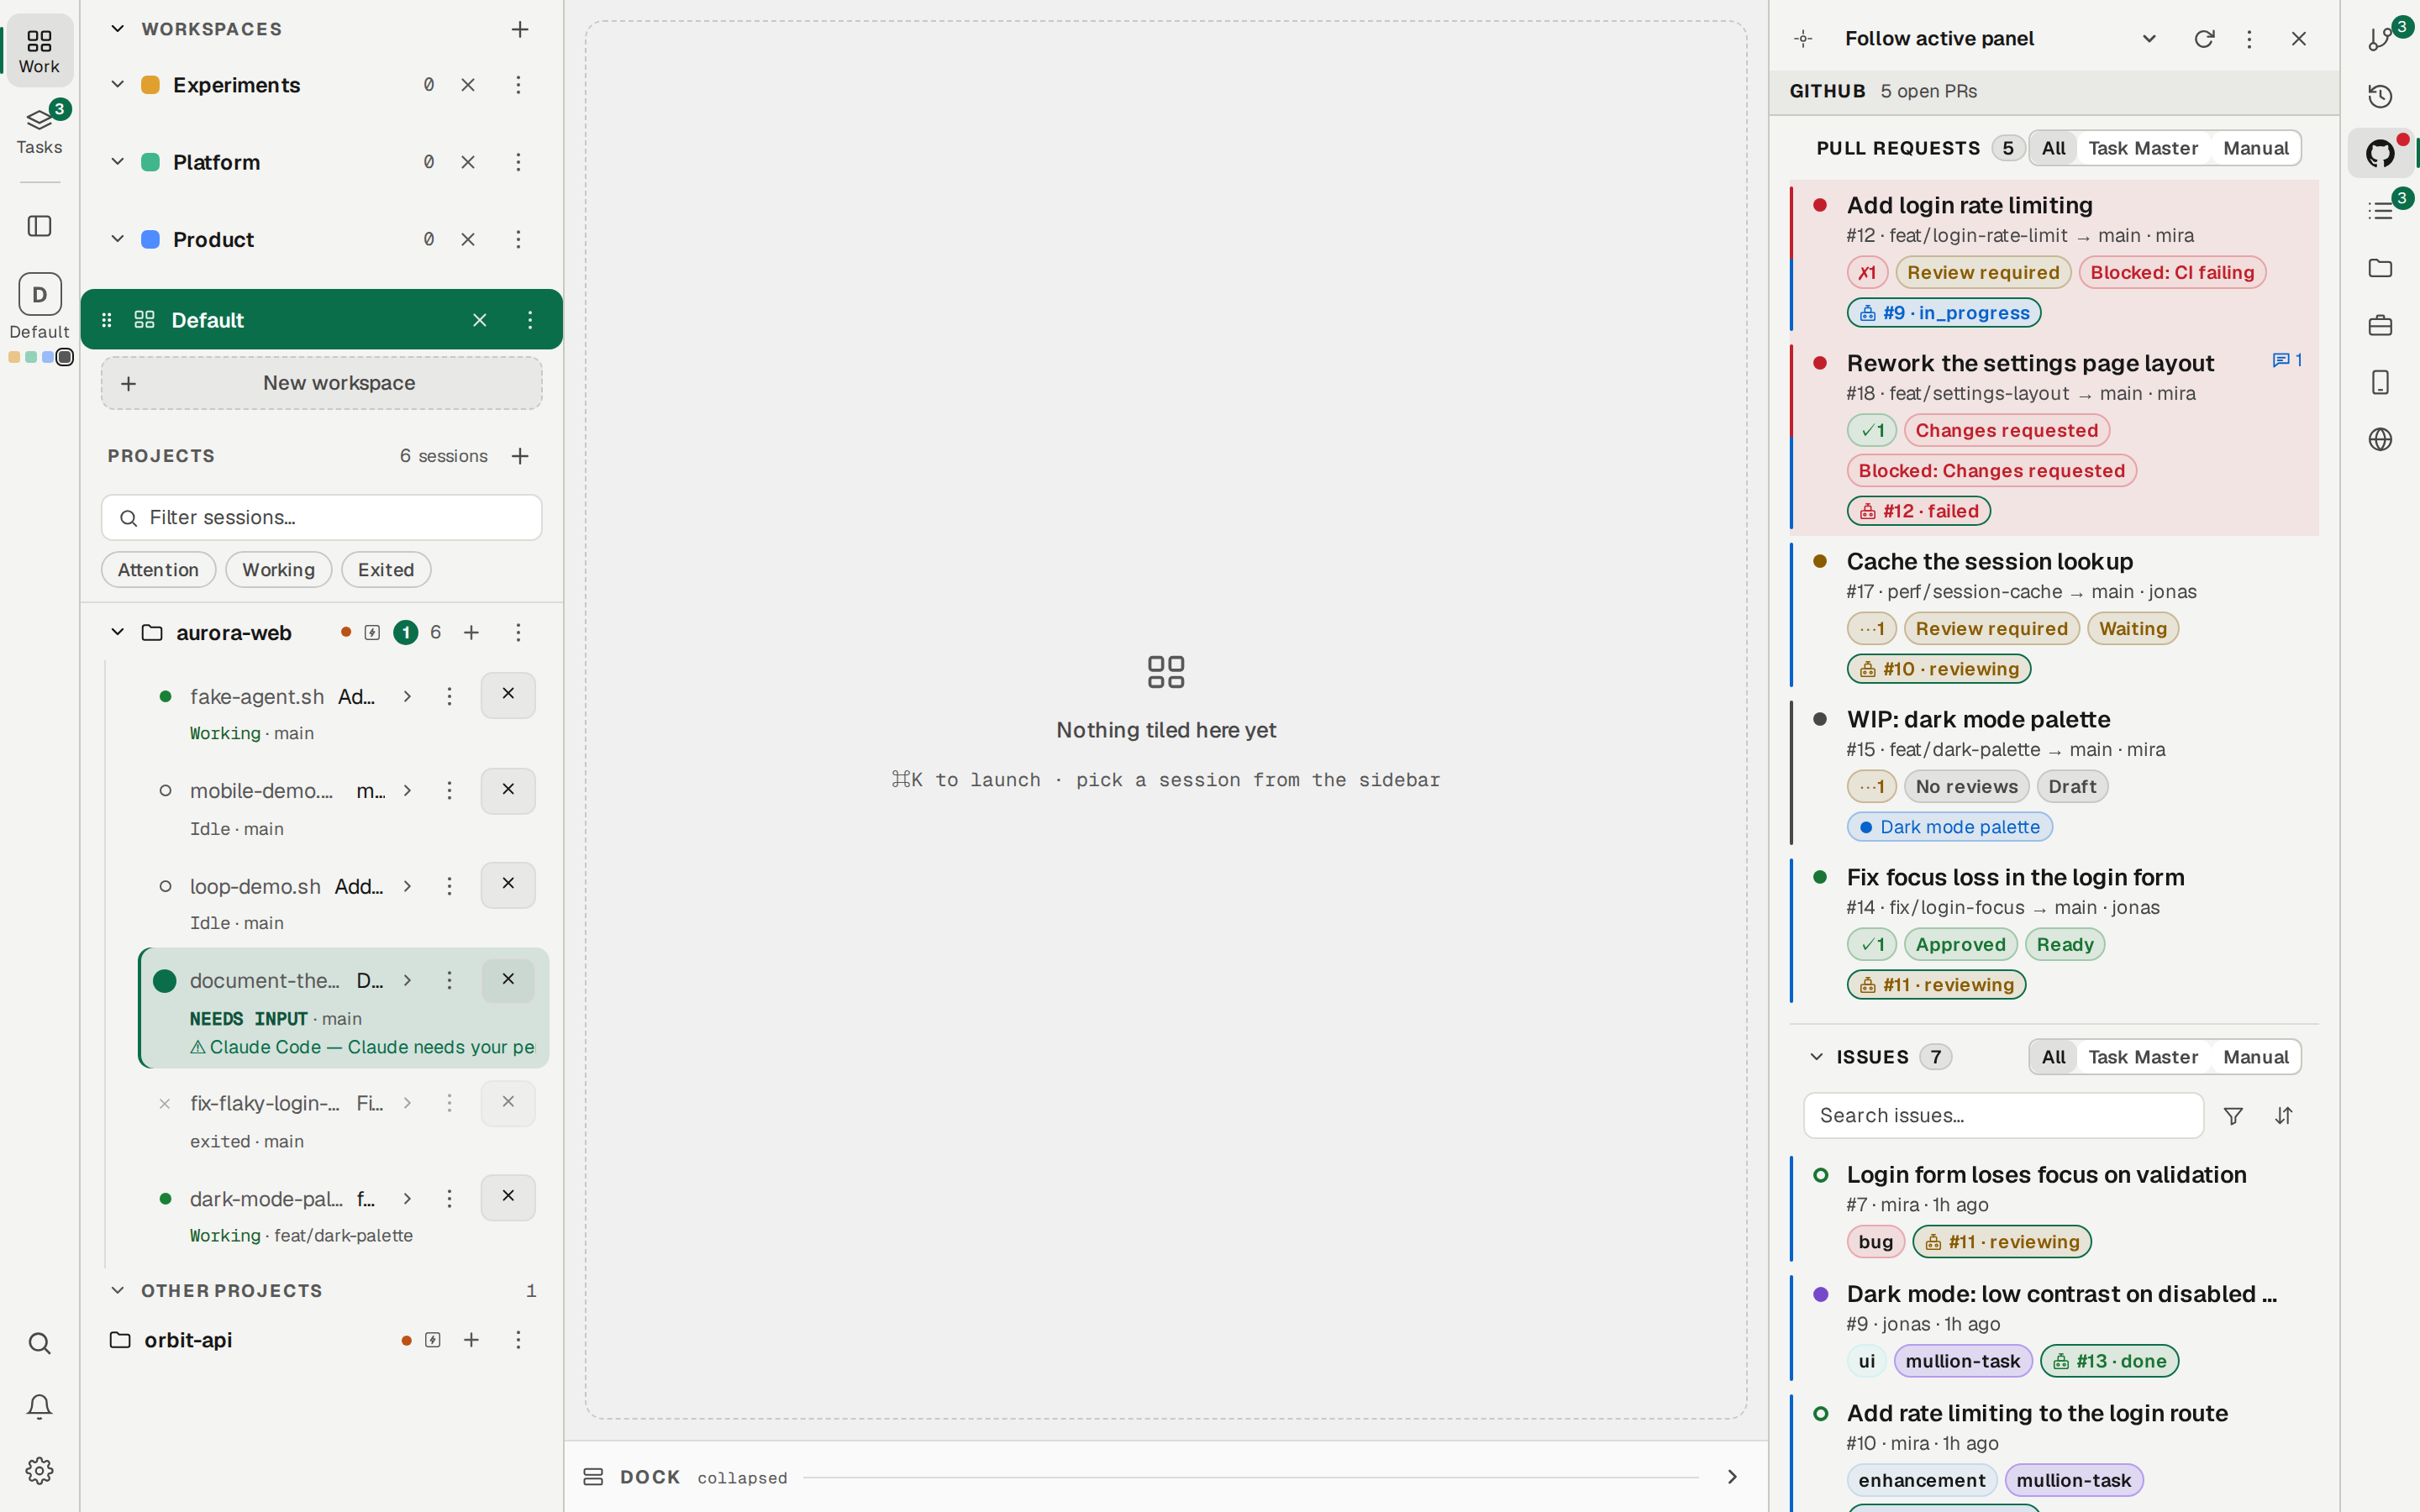 Work
3
Tasks
D
Default
WORKSPACES
Experiments 0
Platform 0
Product 0
Default
New workspace
PROJECTS 6 sessions
Filter sessions...
Attention Working Exited
aurora-web 1 6
fake-agent.sh Ad...
Working · main
mobile-demo.... m...
Idle · main
loop-demo.sh Add...
Idle · main
document-the... D...
NEEDS INPUT · main
⚠ Claude Code — Claude needs your pe
fix-flaky-login-... Fi...
exited · main
dark-mode-pal... f...
Working · feat/dark-palette
OTHER PROJECTS 1
orbit-api
Nothing tiled here yet
⌘K to launch · pick a session from the sidebar
DOCK collapsed
Follow active panel
GITHUB 5 open PRs
PULL REQUESTS 5 All Task Master Manual
Add login rate limiting
#12 · feat/login-rate-limit → main · mira
✗1 Review required Blocked: CI failing
#9 · in_progress
Rework the settings page layout 1
#18 · feat/settings-layout → main · mira
✓1 Changes requested
Blocked: Changes requested
#12 · failed
Cache the session lookup
#17 · perf/session-cache → main · jonas
···1 Review required Waiting
#10 · reviewing
WIP: dark mode palette
#15 · feat/dark-palette → main · mira
···1 No reviews Draft
Dark mode palette
Fix focus loss in the login form
#14 · fix/login-focus → main · jonas
✓1 Approved Ready
#11 · reviewing
ISSUES 7 All Task Master Manual
Search issues...
Login form loses focus on validation
#7 · mira · 1h ago
bug #11 · reviewing
Dark mode: low contrast on disabled ...
#9 · jonas · 1h ago
ui mullion-task #13 · done
Add rate limiting to the login route
#10 · mira · 1h ago
enhancement mullion-task
3
3